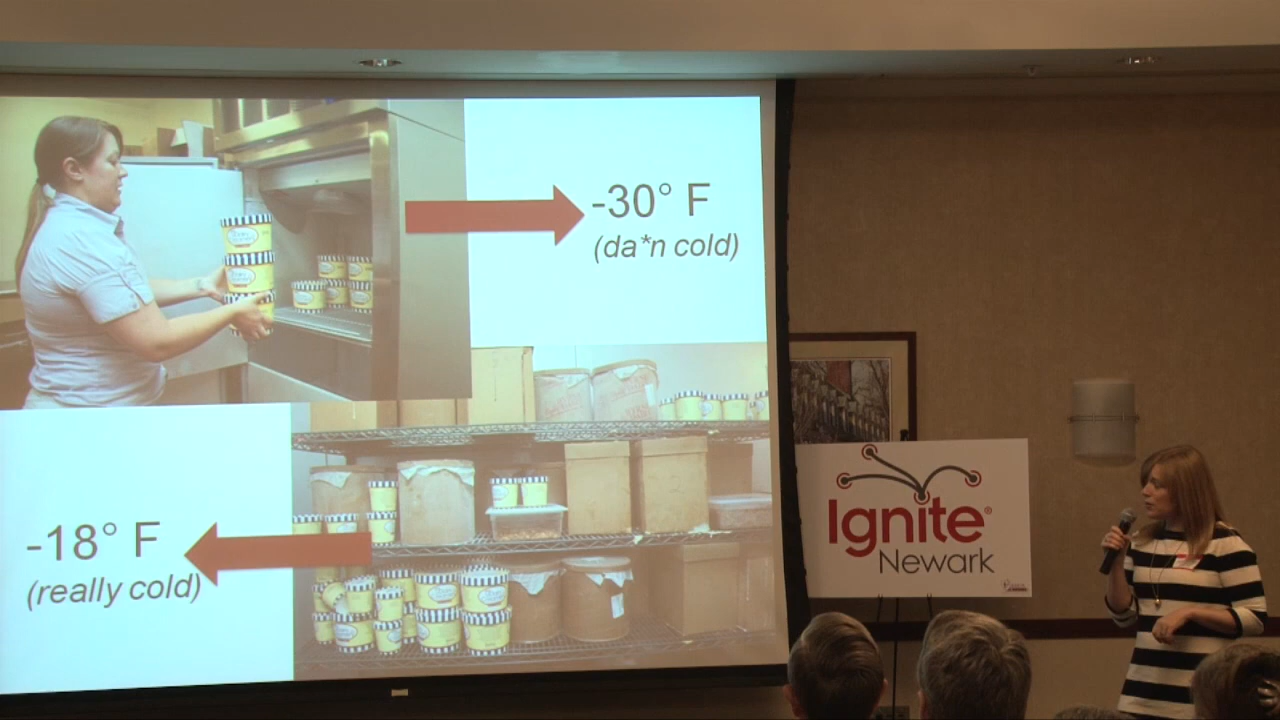 -30° F
(da*n cold)
-18° F
(really cold)
Ignite®
Newark